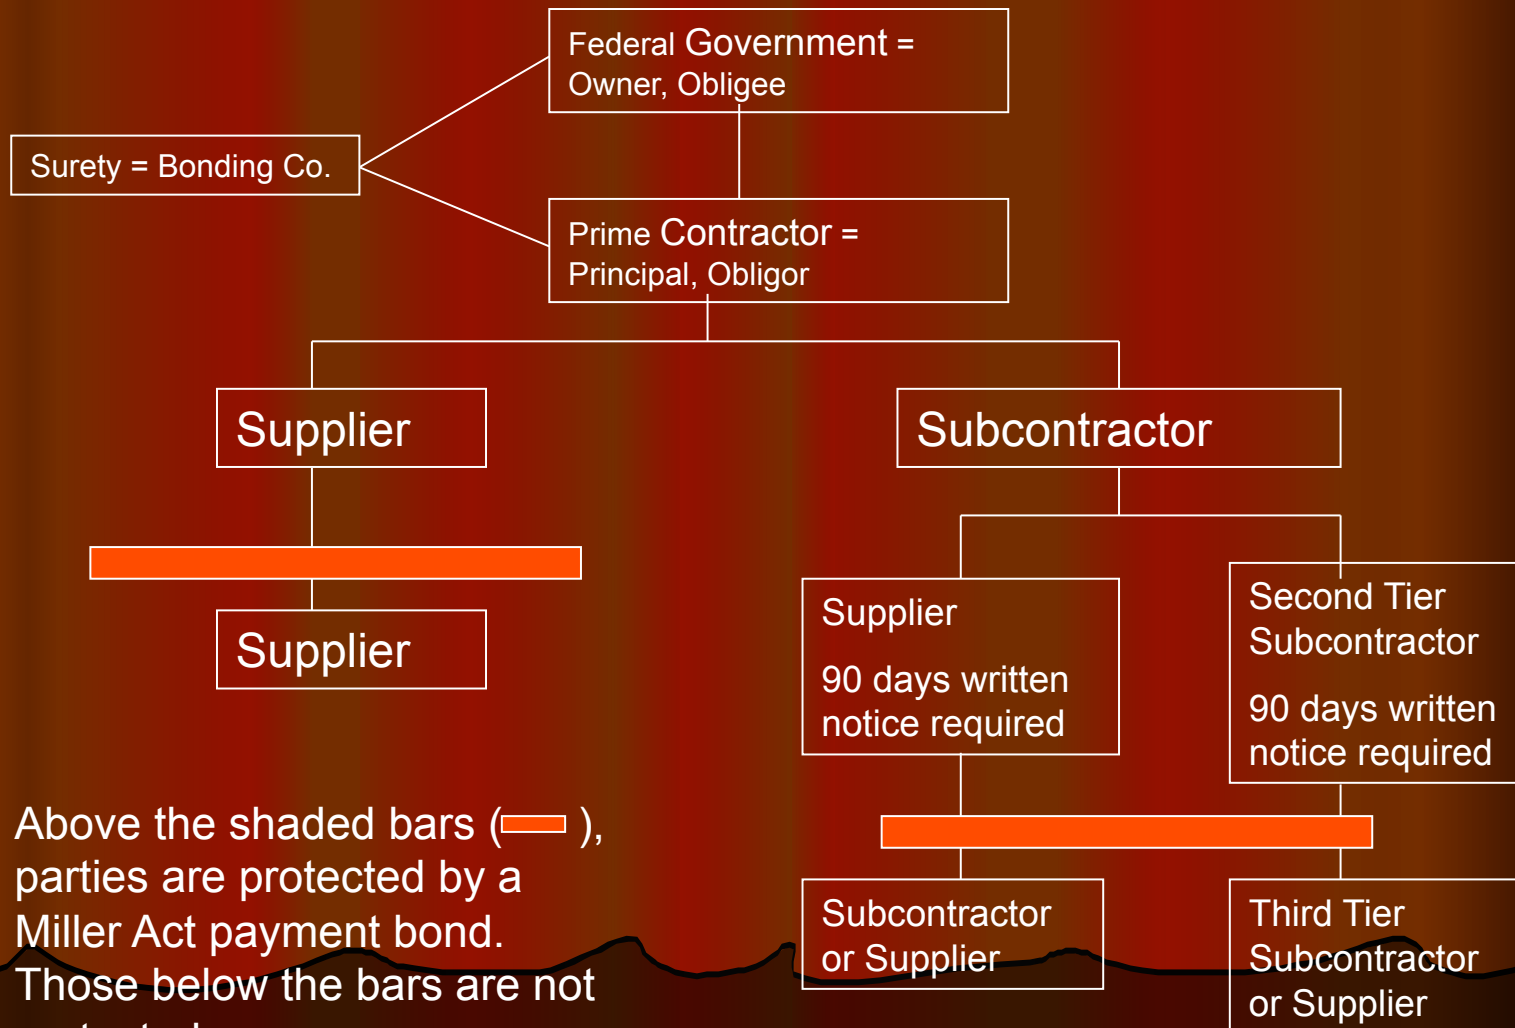 Federal Government =
Owner, Obligee
Surety = Bonding Co.
Prime Contractor =
Principal, Obligor
Supplier
Subcontractor
Supplier
Supplier
90 days written
notice required
Second Tier
Subcontractor
90 days written
notice required
Above the shaded bars ( ),
parties are protected by a
Miller Act payment bond.
Those below the bars are not
Subcontractor
or Supplier
Third Tier
Subcontractor
or Supplier